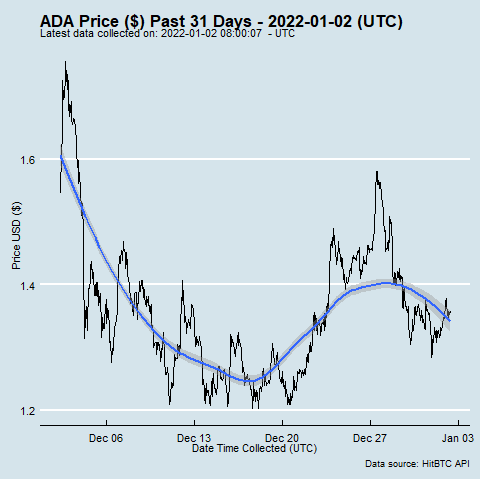 ADA Price ($) Past 31 Days - 2022-01-02 (UTC)
Latest data collected on: 2022-01-02 08:00:07 - UTC
1.6
1.4
1.2
Price USD ($)
Dec 06 Dec 13 Dec 20 Dec 27 Jan 03
Date Time Collected (UTC)
Data source: HitBTC API